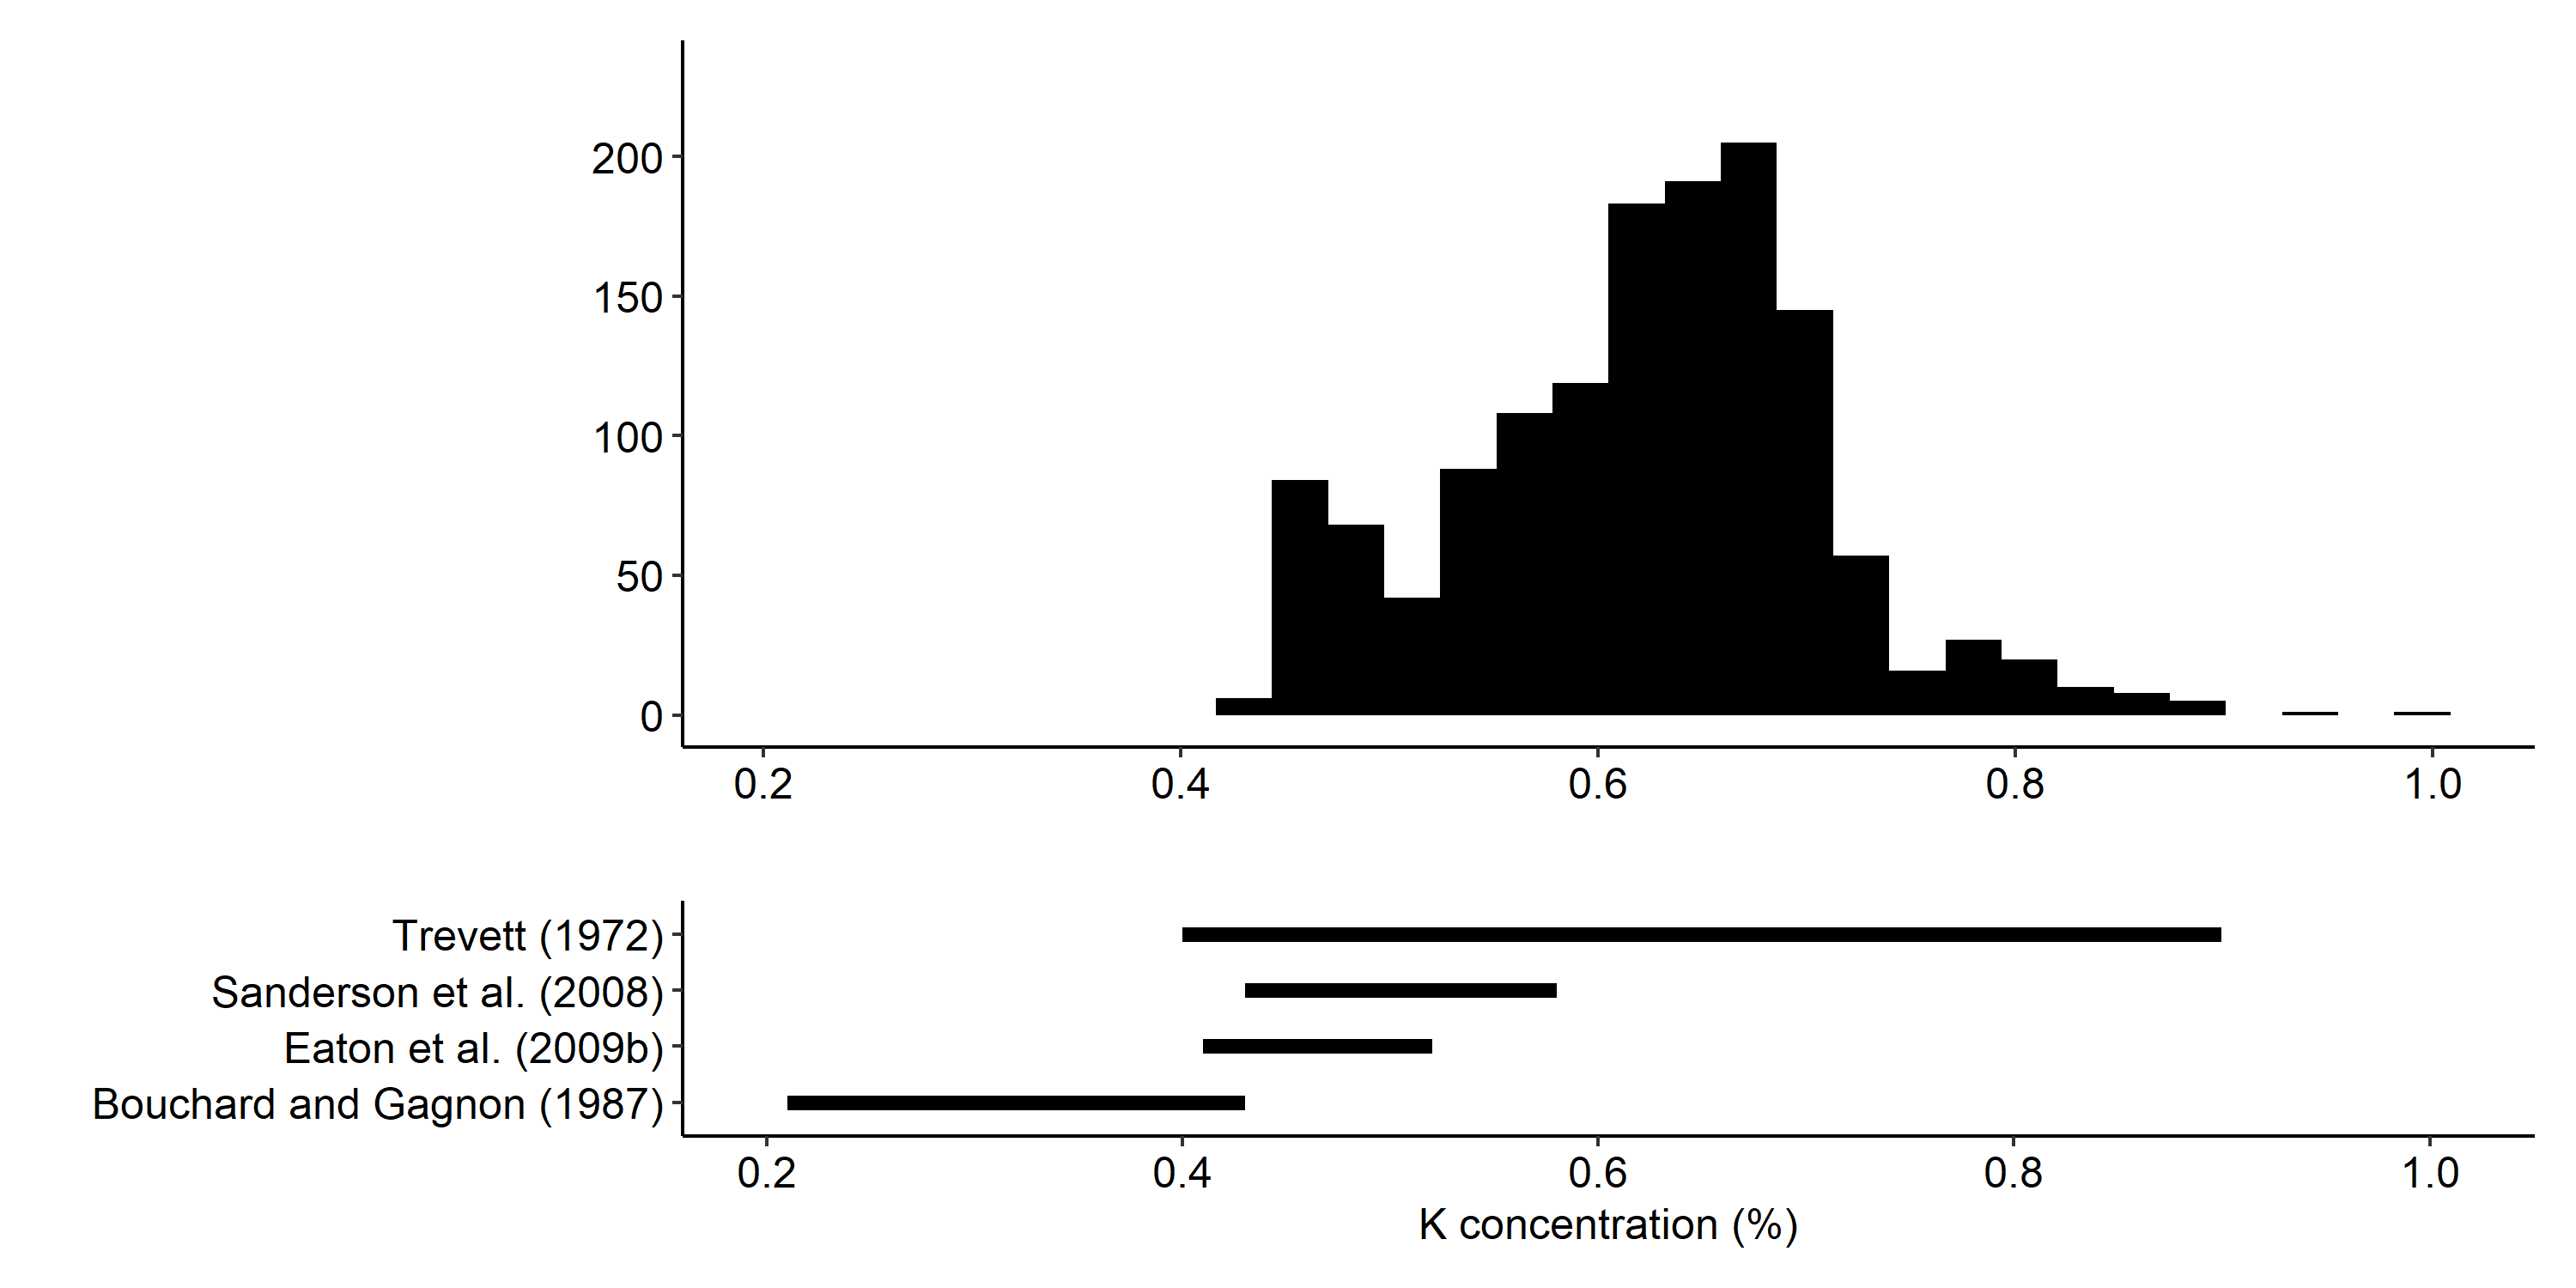 200
150
100
50
0
0.2 0.4 0.6 0.8 1.0
Trevett (1972)
Sanderson et al. (2008)
Eaton et al. (2009b)
Bouchard and Gagnon (1987)
0.2 0.4 0.6 0.8 1.0
K concentration (%)